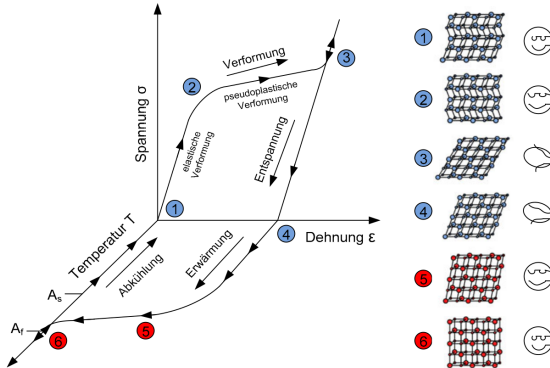 Spannung σ
Verformung
pseudoplastische
Verformung
elastische
Verformung
Entspannung
Dehnung ε
Temperatur T
Abkühlung
Erwärmung
A_s
A_f
1
2
3
4
5
6
1
2
3
4
5
6